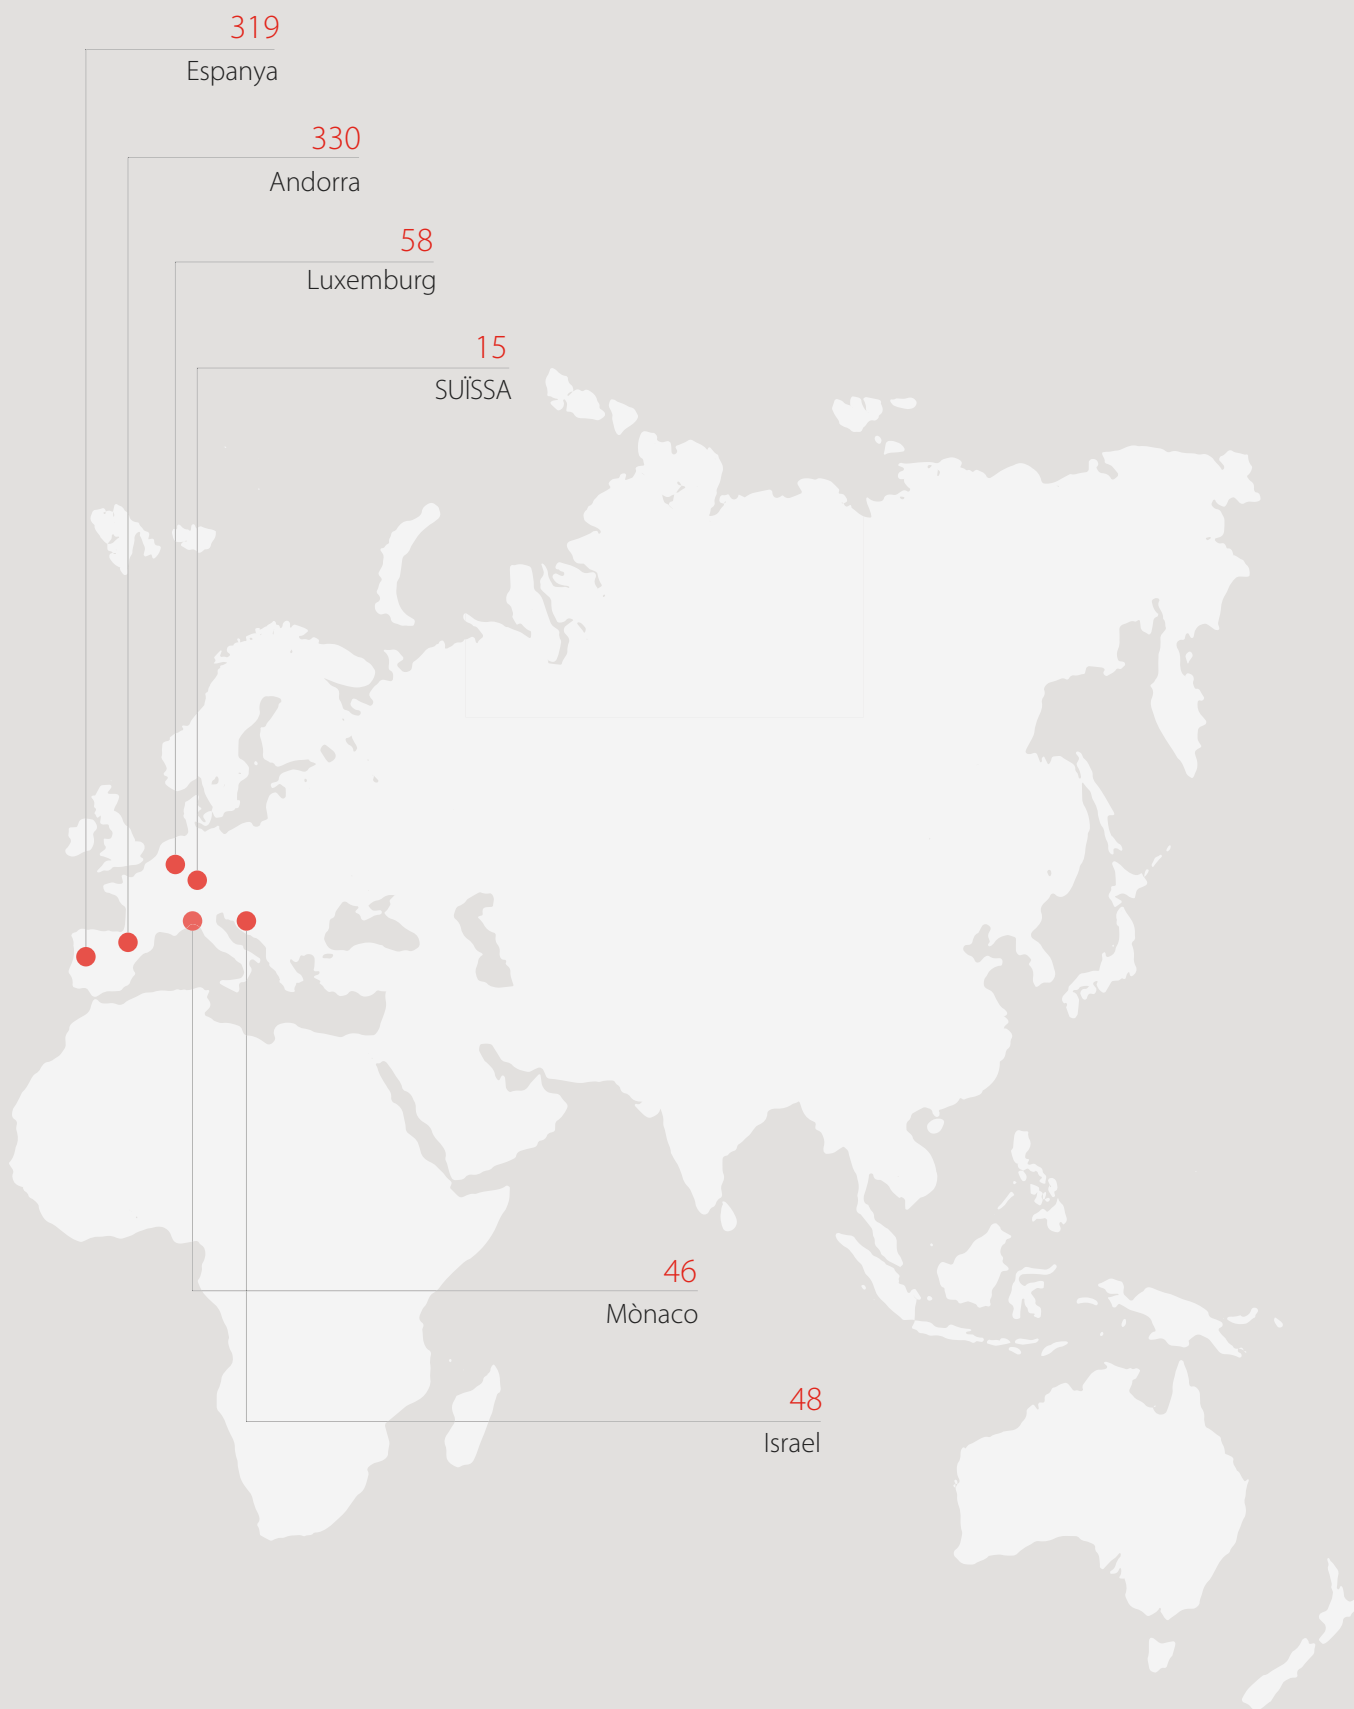 319
Espanya
330
Andorra
58
Luxemburg
15
SUÏSSA
46
Mònaco
48
Israel